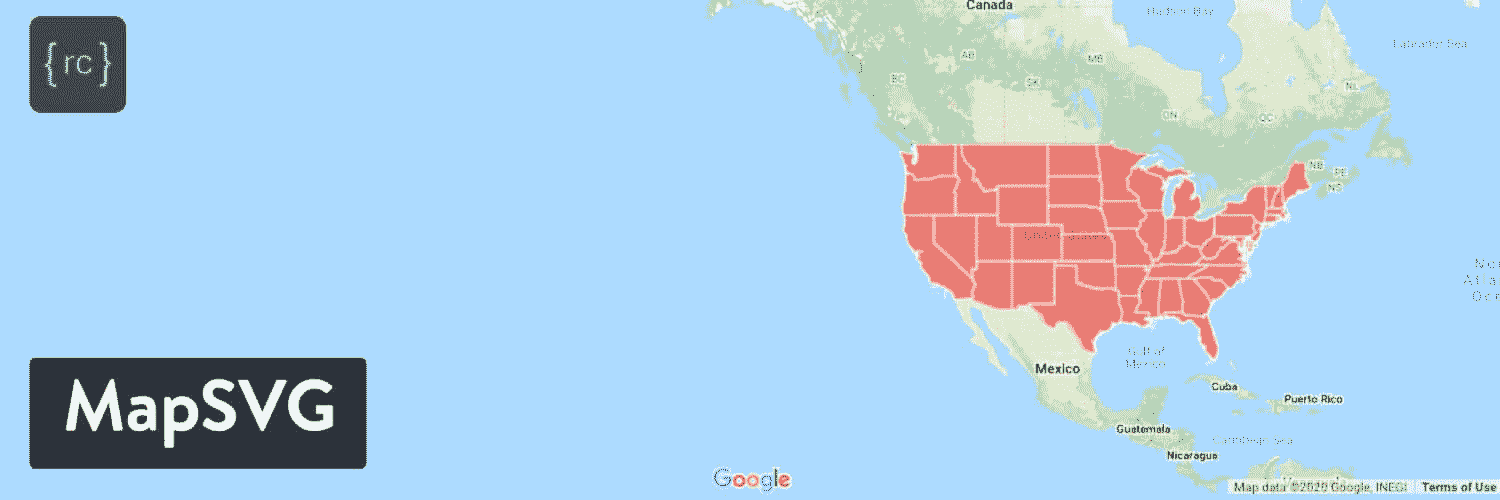 {rc}
MapSVG
Canada
Hudson Bay
Labrador Sea
AB
MB
BC
SK
NL
ON
QC
NB
PE
NS
United States
Gulf of
Mexico
Mexico
Cuba
Puerto Rico
Guatemala
Caribbean Sea
Nicaragua
Google
Map data ©2020 Google, INEGI
Terms of Use